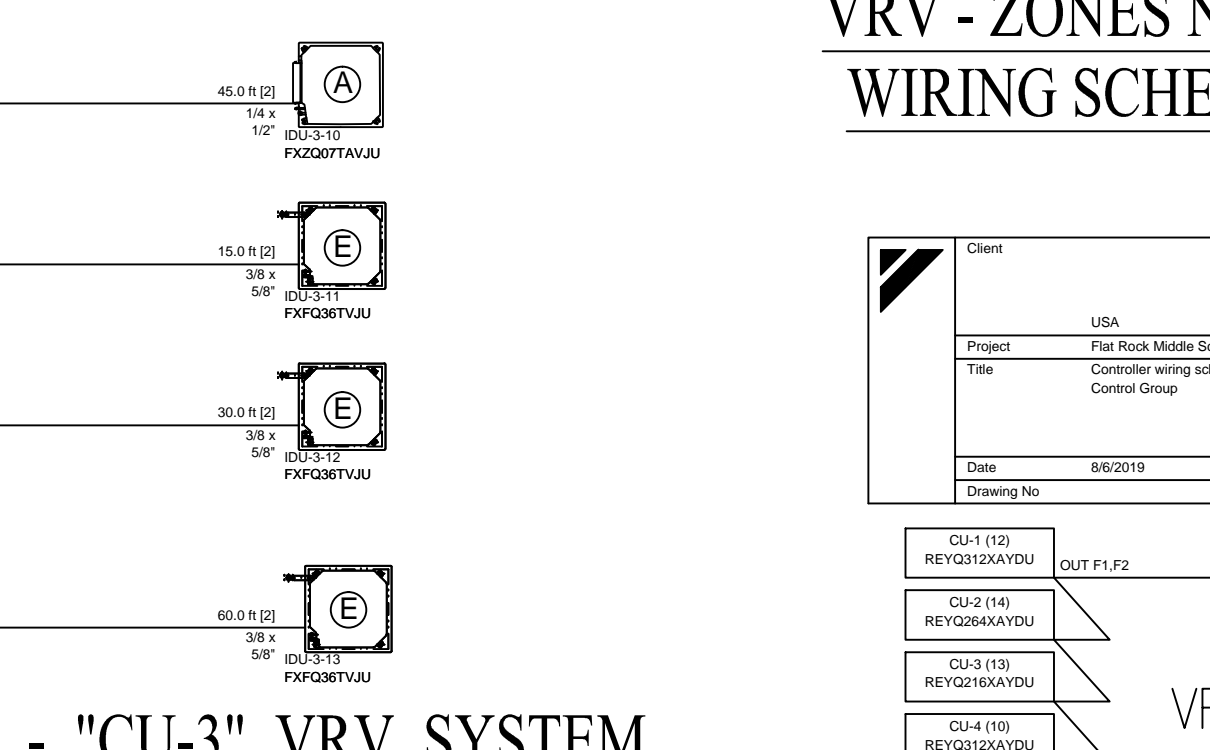 45.0 ft [2]
1/4 x
1/2"
A
IDU-3-10
FXZQ07TAVJU
15.0 ft [2]
3/8 x
5/8"
E
IDU-3-11
FXFQ36TVJU
30.0 ft [2]
3/8 x
5/8"
E
IDU-3-12
FXFQ36TVJU
60.0 ft [2]
3/8 x
5/8"
E
IDU-3-13
FXFQ36TVJU
- "CU-3" VRV SYSTEM
VRV - ZONES N
WIRING SCHE
Client
USA
Project Flat Rock Middle Sc
Title Controller wiring sch
Control Group
Date 8/6/2019
Drawing No
CU-1 (12)
REYQ312XAYDU
OUT F1,F2
CU-2 (14)
REYQ264XAYDU
CU-3 (13)
REYQ216XAYDU
CU-4 (10)
REYQ312XAYDU
VR